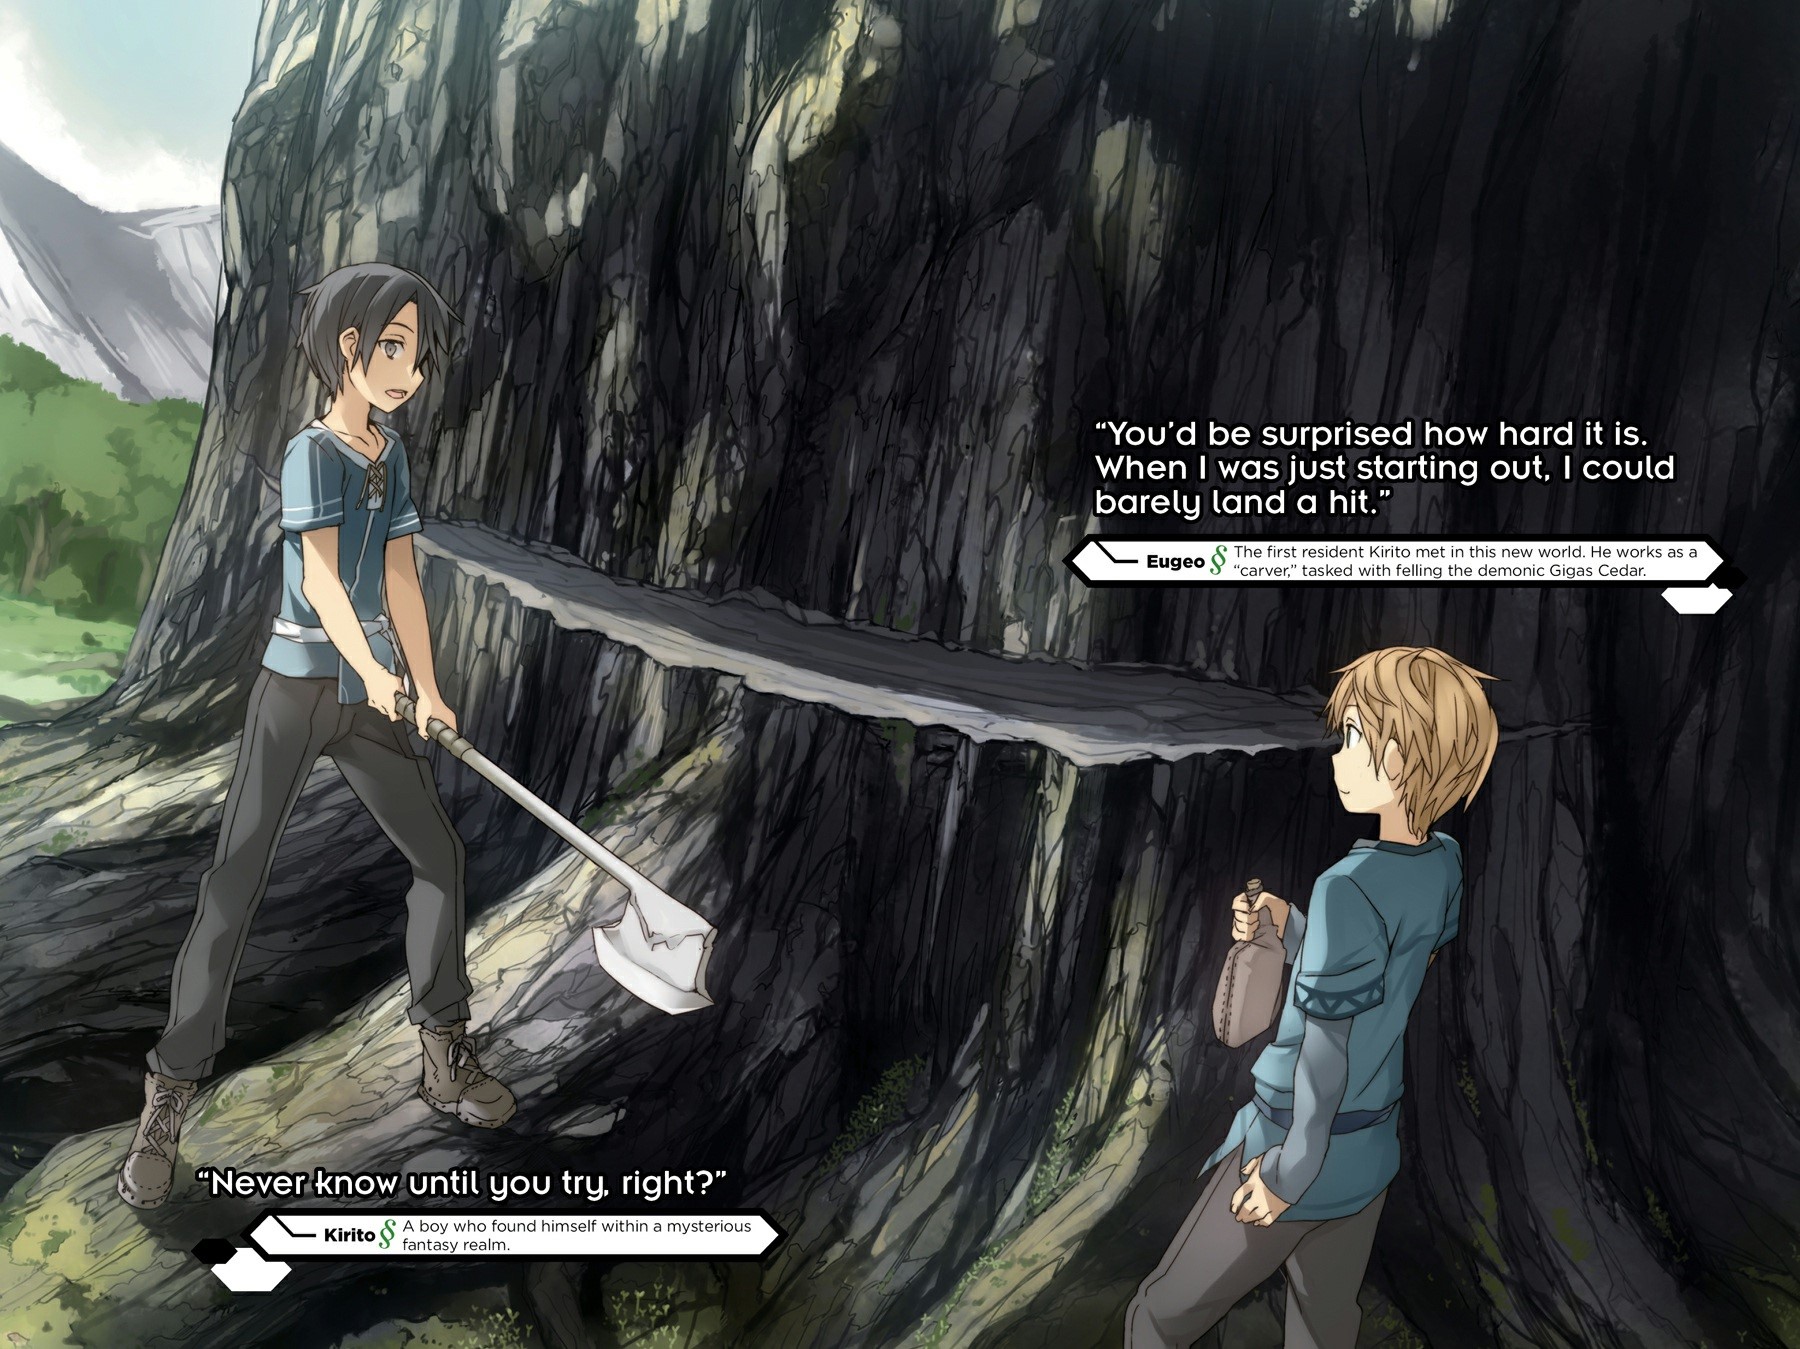 “You’d be surprised how hard it is.
When I was just starting out, I could
barely land a hit.”
Eugeo § The first resident Kirito met in this new world. He works as a
“carver,” tasked with felling the demonic Gigas Cedar.
“Never know until you try, right?”
Kirito § A boy who found himself within a mysterious
fantasy realm.